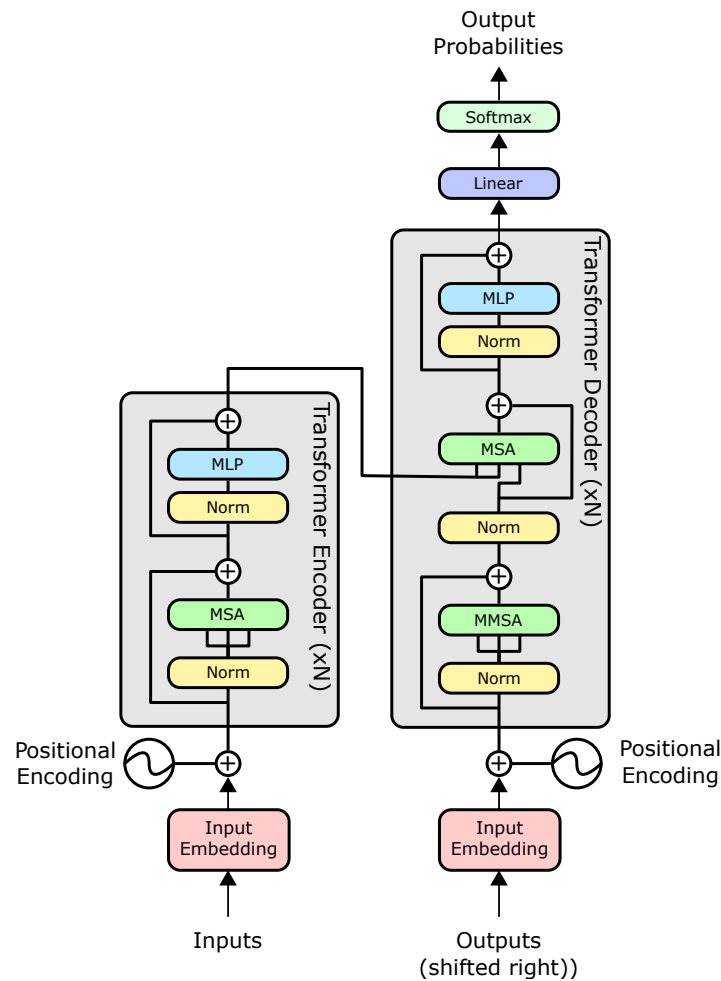 Output
Probabilities
Softmax
Linear
Transformer Decoder (xN)
MLP
Norm
MSA
Norm
MMSA
Norm
Transformer Encoder (xN)
MLP
Norm
MSA
Norm
Positional
Encoding
Positional
Encoding
Input
Embedding
Input
Embedding
Inputs
Outputs
(shifted right))